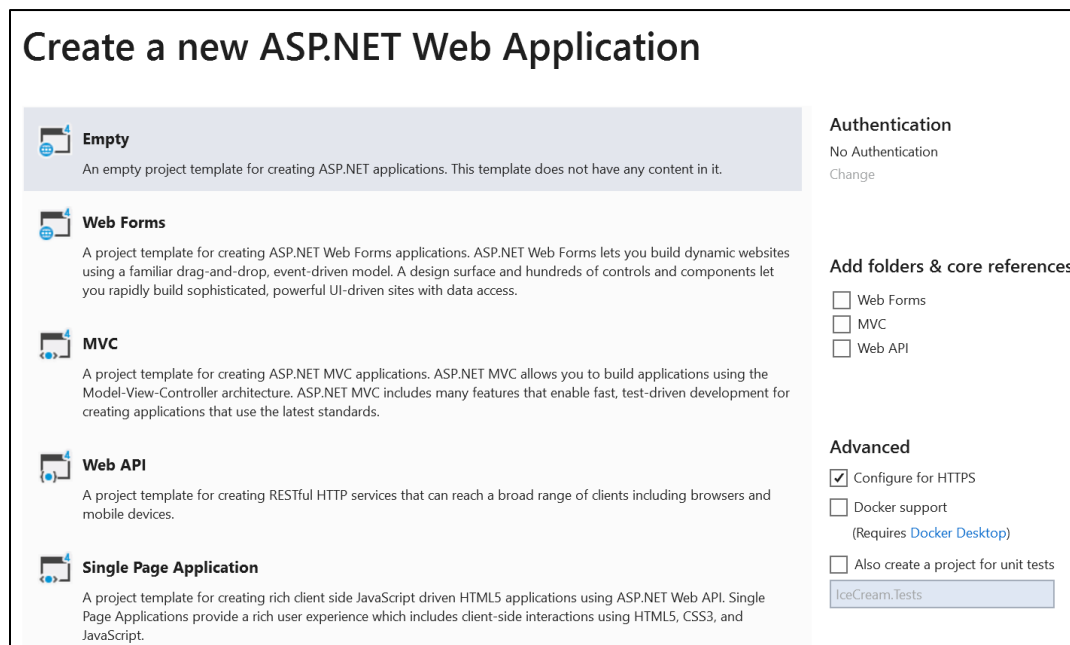 Create a new ASP.NET Web Application
Empty
An empty project template for creating ASP.NET applications. This template does not have any content in it.
Web Forms
A project template for creating ASP.NET Web Forms applications. ASP.NET Web Forms lets you build dynamic websites
using a familiar drag-and-drop, event-driven model. A design surface and hundreds of controls and components let
you rapidly build sophisticated, powerful UI-driven sites with data access.
MVC
A project template for creating ASP.NET MVC applications. ASP.NET MVC allows you to build applications using the
Model-View-Controller architecture. ASP.NET MVC includes many features that enable fast, test-driven development for
creating applications that use the latest standards.
Web API
A project template for creating RESTful HTTP services that can reach a broad range of clients including browsers and
mobile devices.
Single Page Application
A project template for creating rich client side JavaScript driven HTML5 applications using ASP.NET Web API. Single
Page Applications provide a rich user experience which includes client-side interactions using HTML5, CSS3, and
JavaScript.
Authentication
No Authentication
Change
Add folders & core references
Web Forms
MVC
Web API
Advanced
Configure for HTTPS
Docker support
(Requires Docker Desktop)
Also create a project for unit tests
IceCream.Tests